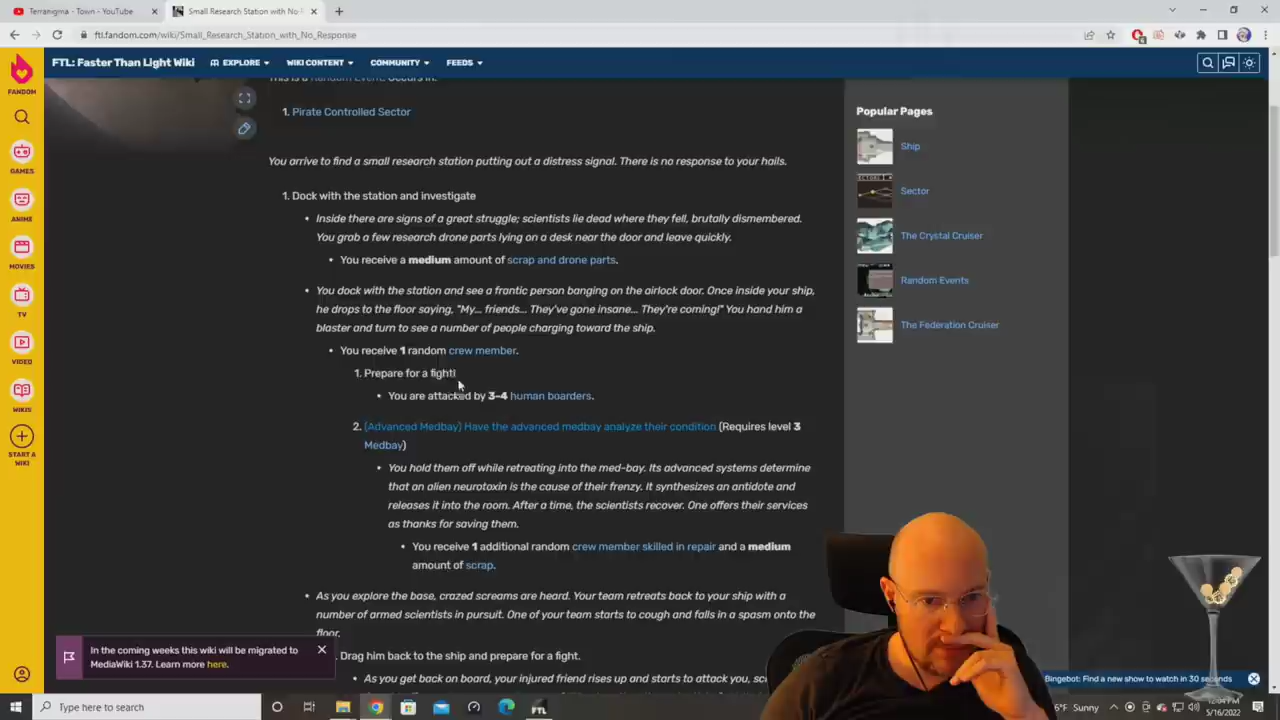 Terranigma - Town - YouTube
Small Research Station with No R
ftl.fandom.com/wiki/Small_Research_Station_with_No_Response
FTL: Faster Than Light Wiki
EXPLORE
WIKI CONTENT
COMMUNITY
FEEDS
FANDOM
GAMES
ANIME
MOVIES
TV
VIDEO
WIKIS
START A
WIKI
This is a Random Event. Occurs in:
1. Pirate Controlled Sector
You arrive to find a small research station putting out a distress signal. There is no response to your hails.
1. Dock with the station and investigate
• Inside there are signs of a great struggle; scientists lie dead where they fell, brutally dismembered.
You grab a few research drone parts lying on a desk near the door and leave quickly.
• You receive a medium amount of scrap and drone parts.
• You dock with the station and see a frantic person banging on the airlock door. Once inside your ship,
he drops to the floor saying, "My... friends... They've gone insane... They're coming!" You hand him a
blaster and turn to see a number of people charging toward the ship.
• You receive 1 random crew member.
1. Prepare for a fight!
• You are attacked by 3-4 human boarders.
2. (Advanced Medbay) Have the advanced medbay analyze their condition (Requires level 3
Medbay)
• You hold them off while retreating into the med-bay. Its advanced systems determine
that an alien neurotoxin is the cause of their frenzy. It synthesizes an antidote and
releases it into the room. After a time, the scientists recover. One offers their services
as thanks for saving them.
• You receive 1 additional random crew member skilled in repair and a medium
amount of scrap.
• As you explore the base, crazed screams are heard. Your team retreats back to your ship with a
number of armed scientists in pursuit. One of your team starts to cough and falls in a spasm onto the
floor.
Drag him back to the ship and prepare for a fight.
• As you get back on board, your injured friend rises up and starts to attack you, sc
Popular Pages
Ship
Sector
The Crystal Cruiser
Random Events
The Federation Cruiser
In the coming weeks this wiki will be migrated to
MediaWiki 1.37. Learn more here.
Bingebot: Find a new show to watch in 30 seconds
Type here to search
FTL
6°F Sunny
12:04 PM
5/16/2022